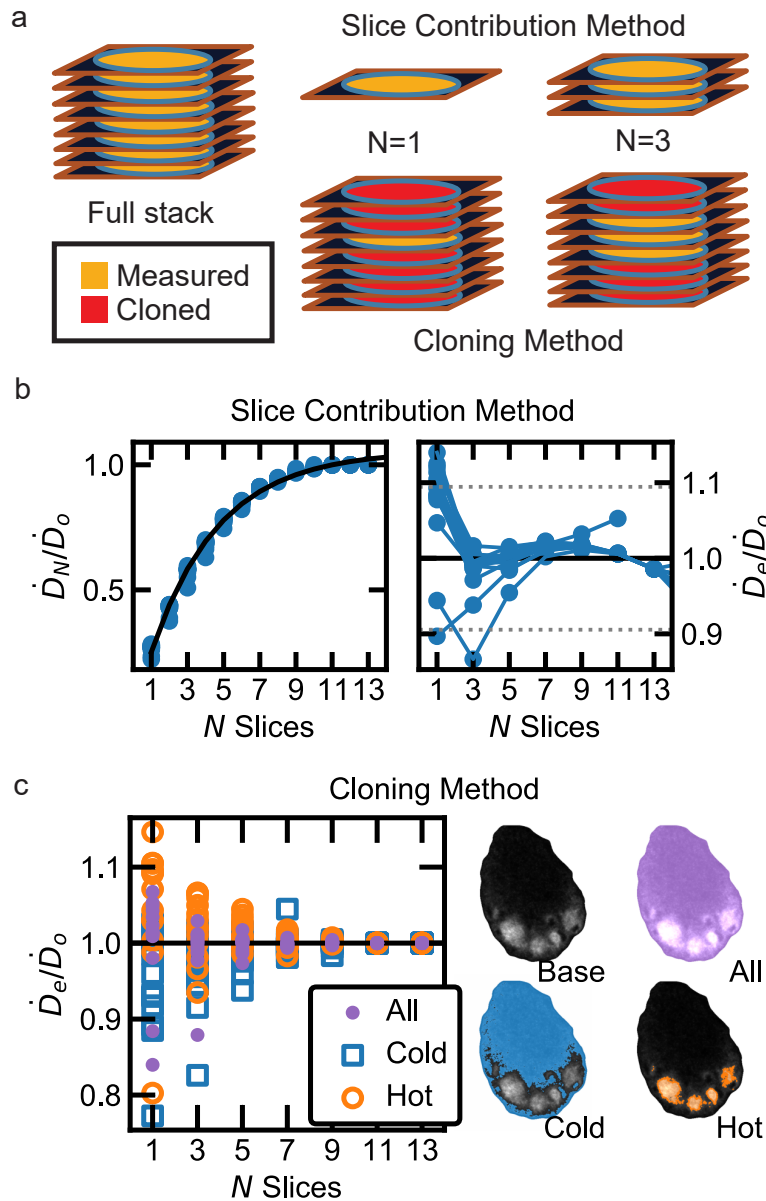 a
Slice Contribution Method
N=1
N=3
Full stack
Measured
Cloned
Cloning Method
b
Slice Contribution Method
Ḋ_N/Ḋ_o
1.0
0.5
1 3 5 7 9 11 13
N Slices
1.1
1.0
0.9
Ḋ_e/Ḋ_o
1 3 5 7 9 11 13
N Slices
c
Cloning Method
Ḋ_e/Ḋ_o
1.1
1.0
0.9
0.8
1 3 5 7 9 11 13
N Slices
All
Cold
Hot
Base
All
Cold
Hot